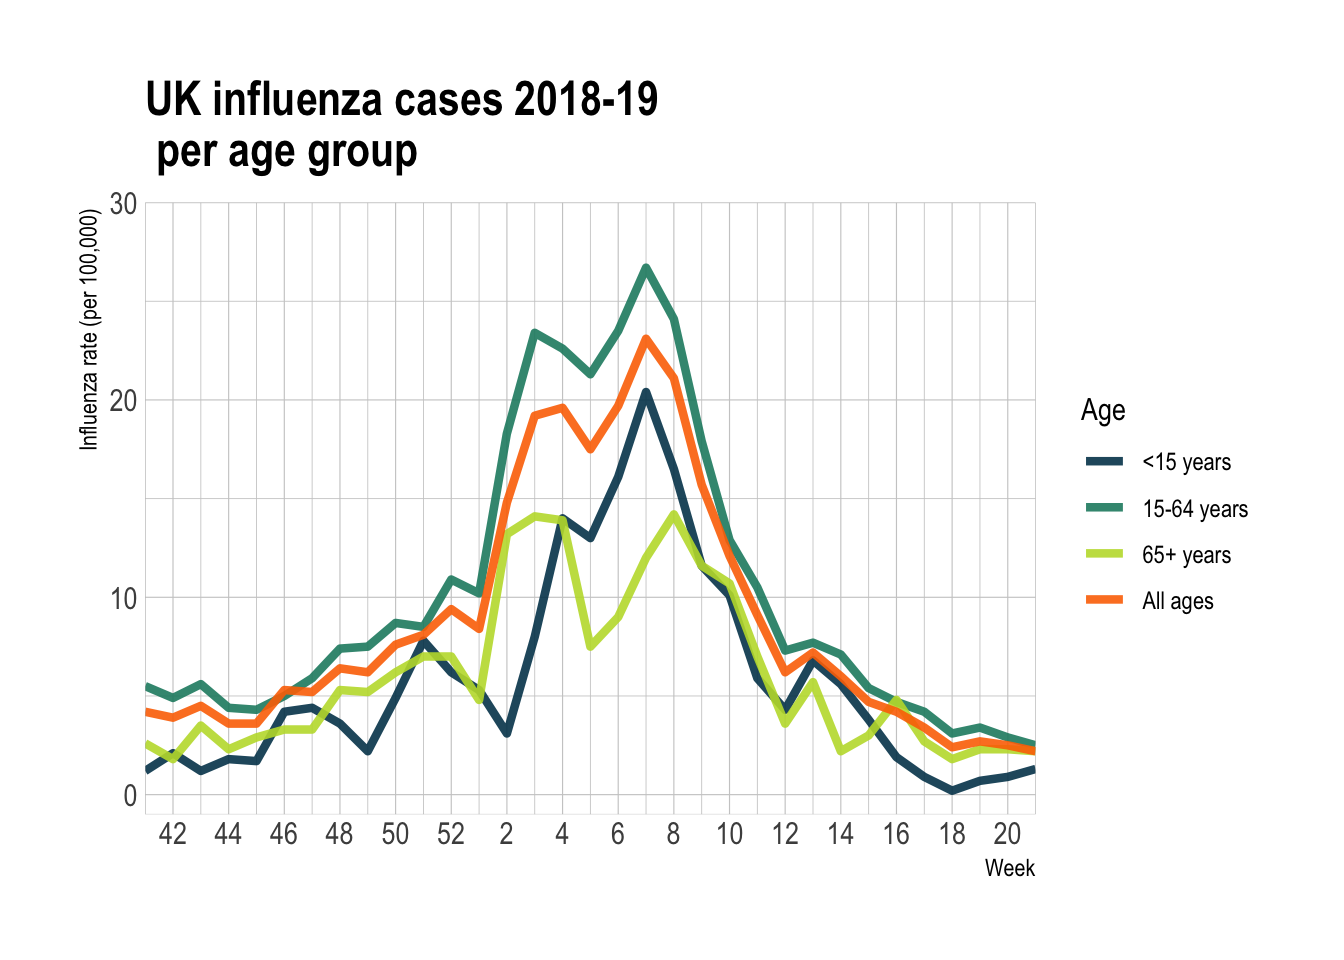 UK influenza cases 2018-19
per age group
Influenza rate (per 100,000)
30
20
10
0
42 44 46 48 50 52 2 4 6 8 10 12 14 16 18 20
Week
Age
<15 years
15-64 years
65+ years
All ages